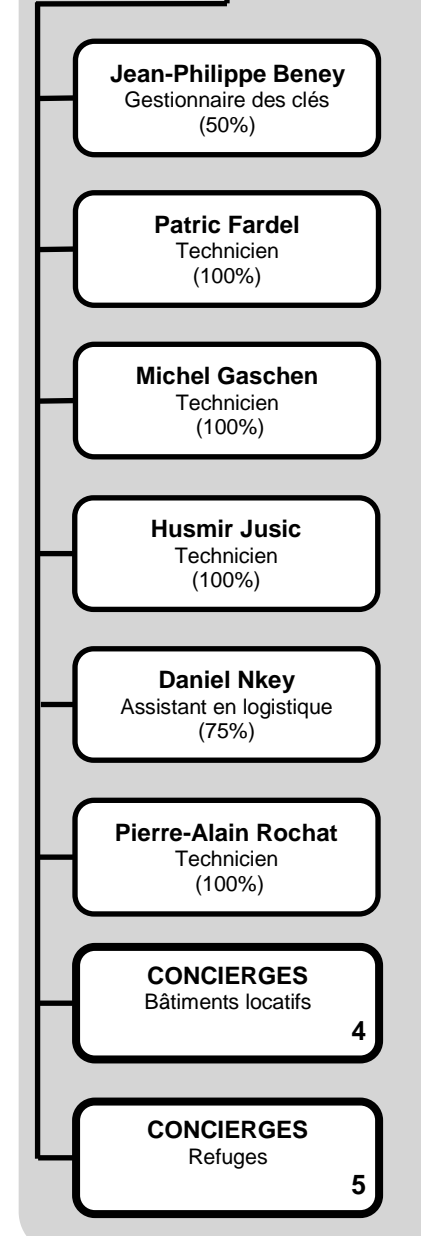 Jean-Philippe Beney
Gestionnaire des clés
(50%)
Patric Fardel
Technicien
(100%)
Michel Gaschen
Technicien
(100%)
Husmir Jusic
Technicien
(100%)
Daniel Nkey
Assistant en logistique
(75%)
Pierre-Alain Rochat
Technicien
(100%)
CONCIERGES
Bâtiments locatifs
4
CONCIERGES
Refuges
5